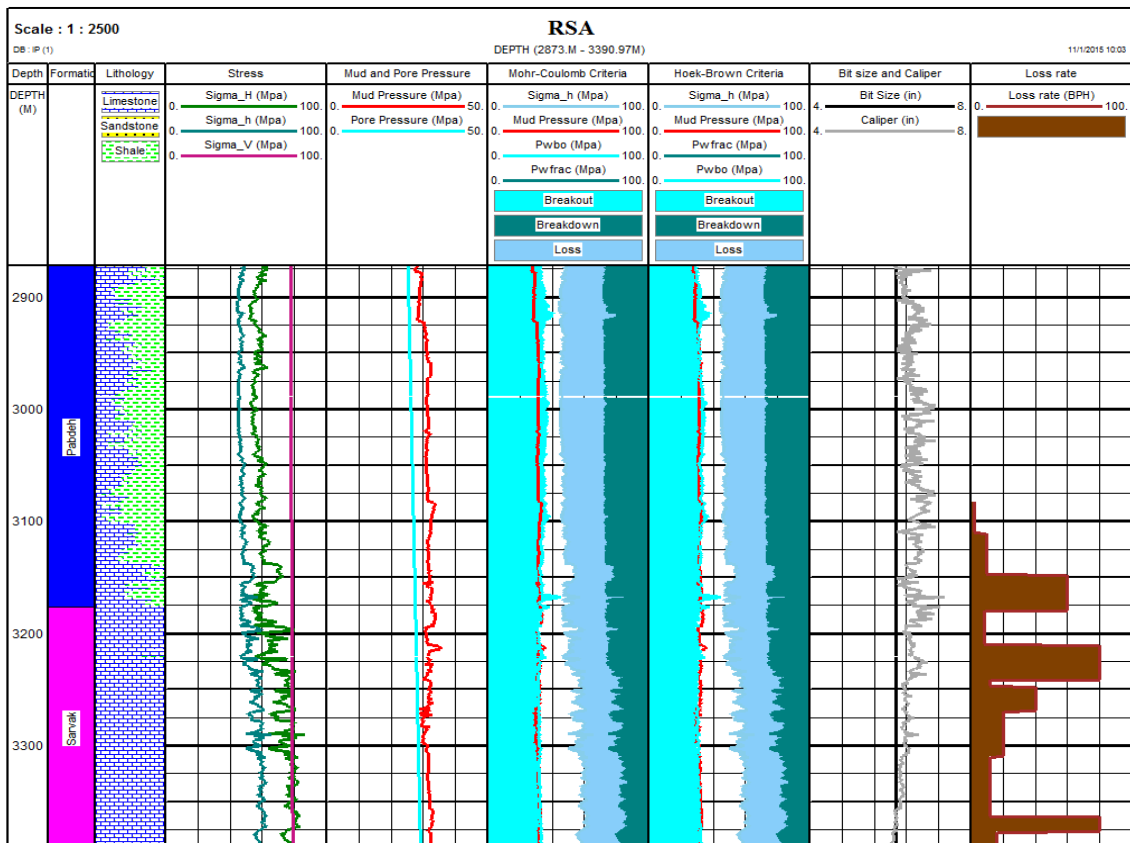 Scale : 1 : 2500
RSA
DB : IP (1)
DEPTH (2873.M - 3390.97M)
11/1/2015 10:03
Depth Formatic Lithology Stress Mud and Pore Pressure Mohr-Coulomb Criteria Hoek-Brown Criteria Bit size and Caliper Loss rate
DEPTH
(M)
Limestone
Sandstone
Shale
Sigma_H (Mpa)
0. 100.
Sigma_h (Mpa)
0. 100.
Sigma_V (Mpa)
0. 100.
Mud Pressure (Mpa)
0. 50.
Pore Pressure (Mpa)
0. 50.
Sigma_h (Mpa)
0. 100.
Mud Pressure (Mpa)
0. 100.
Pwbo (Mpa)
0. 100.
Pwfrac (Mpa)
0. 100.
Breakout
Breakdown
Loss
Sigma_h (Mpa)
0. 100.
Mud Pressure (Mpa)
0. 100.
Pwfrac (Mpa)
0. 100.
Pwbo (Mpa)
0. 100.
Breakout
Breakdown
Loss
Bit Size (in)
4. 8.
Caliper (in)
4. 8.
Loss rate (BPH)
0. 100.
2900
3000
Pabdeh
3100
3200
Sarvak
3300